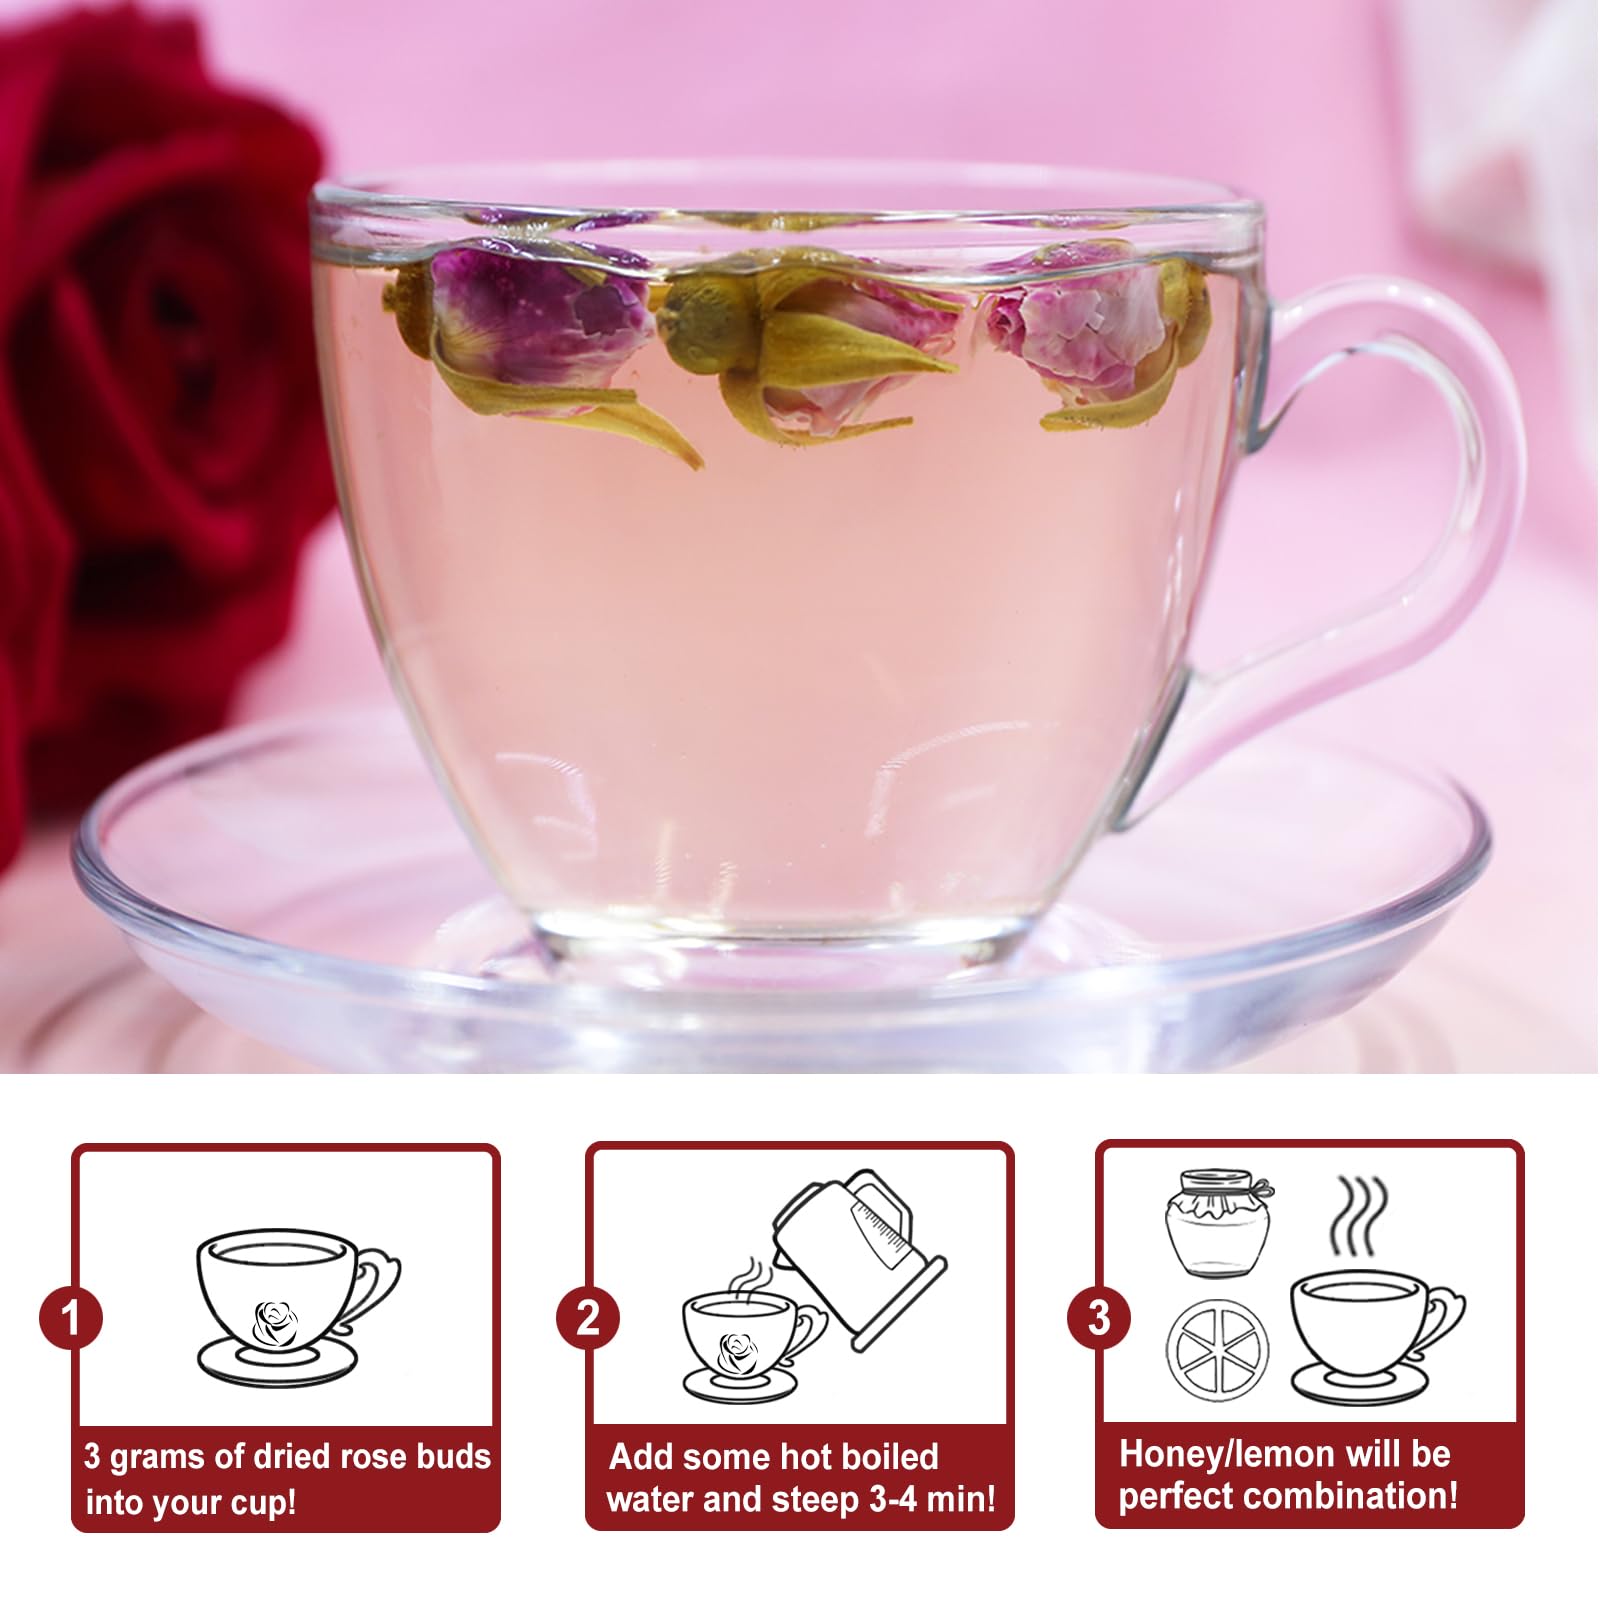 1
3 grams of dried rose buds
into your cup!
2
Add some hot boiled
water and steep 3-4 min!
3
Honey/lemon will be
perfect combination!